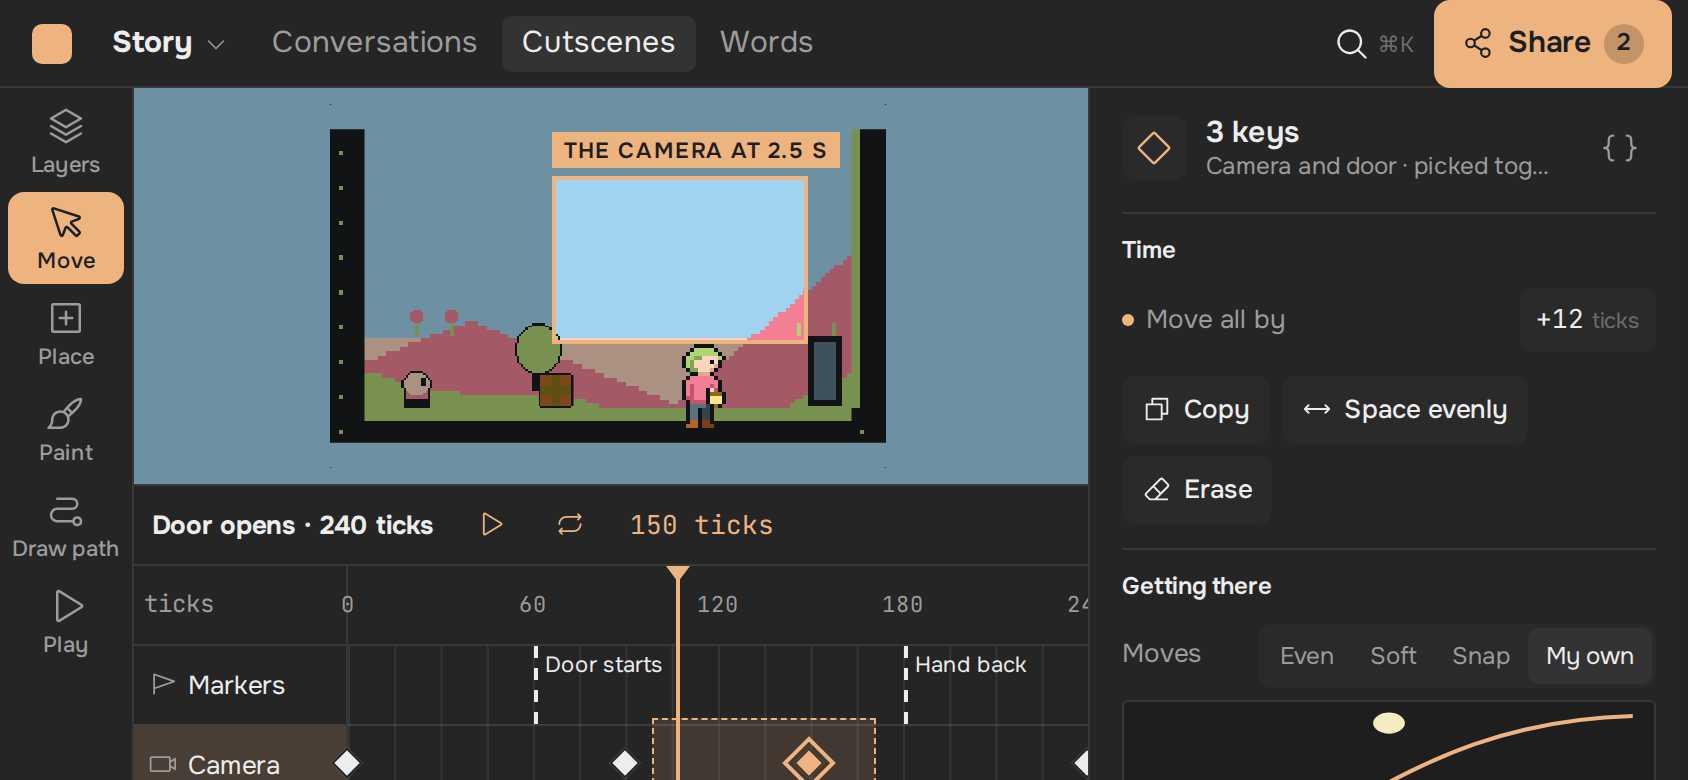 Story
Conversations
Cutscenes
Words
⌘K
Share
2
Layers
Move
Place
Paint
Draw path
Play
THE CAMERA AT 2.5 S
Door opens · 240 ticks
150 ticks
ticks
0
60
120
180
Markers
Door starts
Hand back
Camera
3 keys
Camera and door · picked tog...
{ }
Time
Move all by
+12 ticks
Copy
Space evenly
Erase
Getting there
Moves
Even
Soft
Snap
My own